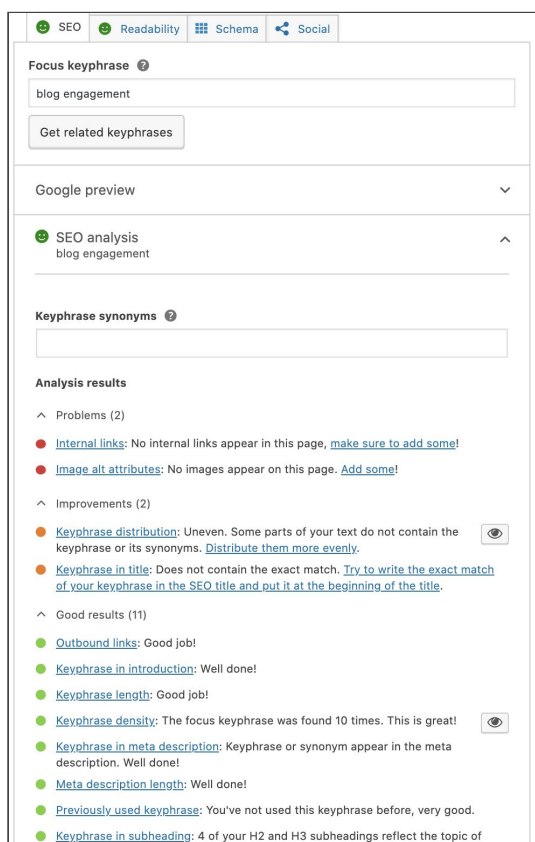 SEO Readability Schema Social
Focus keyphrase ?
blog engagement
Get related keyphrases
Google preview
SEO analysis
blog engagement
Keyphrase synonyms ?
Analysis results
Problems (2)
Internal links: No internal links appear in this page, make sure to add some!
Image alt attributes: No images appear on this page. Add some!
Improvements (2)
Keyphrase distribution: Uneven. Some parts of your text do not contain the
keyphrase or its synonyms. Distribute them more evenly.
Keyphrase in title: Does not contain the exact match. Try to write the exact match
of your keyphrase in the SEO title and put it at the beginning of the title.
Good results (11)
Outbound links: Good job!
Keyphrase in introduction: Well done!
Keyphrase length: Good job!
Keyphrase density: The focus keyphrase was found 10 times. This is great!
Keyphrase in meta description: Keyphrase or synonym appear in the meta
description. Well done!
Meta description length: Well done!
Previously used keyphrase: You've not used this keyphrase before, very good.
Keyphrase in subheading: 4 of your H2 and H3 subheadings reflect the topic of